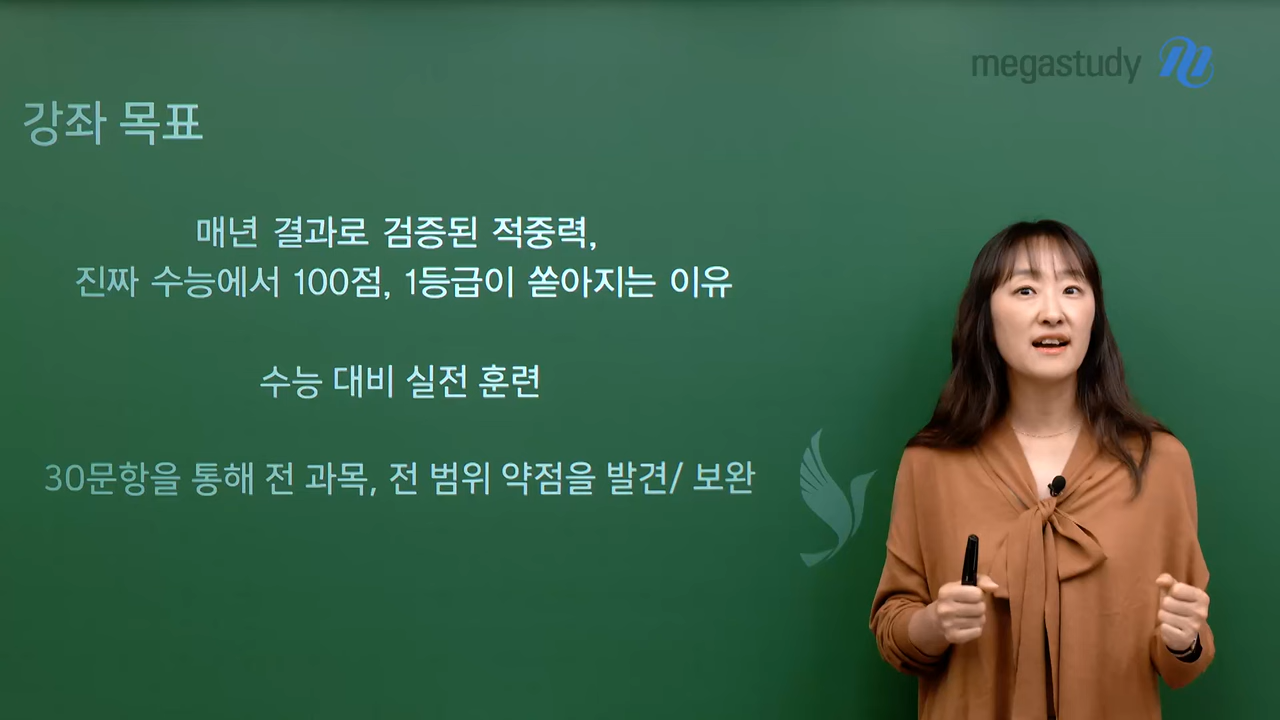 megastudy
강좌 목표
매년 결과로 검증된 적중력,
진짜 수능에서 100점, 1등급이 쏟아지는 이유
수능 대비 실전 훈련
30문항을 통해 전 과목, 전 범위 약점을 발견/ 보완